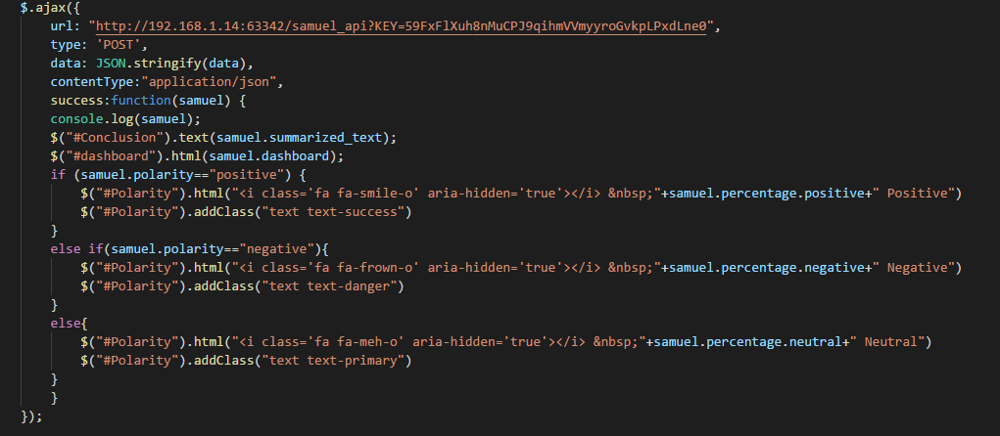 $.ajax({
url: "http://192.168.1.14:63342/samuel_api?KEY=59FxFlXuh8nMuCPJ9qihmVVmyyroGvkpLPxdLne0",
type: 'POST',
data: JSON.stringify(data),
contentType:"application/json",
success:function(samuel) {
console.log(samuel);
$("#Conclusion").text(samuel.summarized_text);
$("#dashboard").html(samuel.dashboard);
if (samuel.polarity=="positive") {
$("#Polarity").html("<i class='fa fa-smile-o' aria-hidden='true'></i> &nbsp;"+samuel.percentage.positive+" Positive")
$("#Polarity").addClass("text text-success")
}
else if(samuel.polarity=="negative"){
$("#Polarity").html("<i class='fa fa-frown-o' aria-hidden='true'></i> &nbsp;"+samuel.percentage.negative+" Negative")
$("#Polarity").addClass("text text-danger")
}
else{
$("#Polarity").html("<i class='fa fa-meh-o' aria-hidden='true'></i> &nbsp;"+samuel.percentage.neutral+" Neutral")
$("#Polarity").addClass("text text-primary")
}
}
});